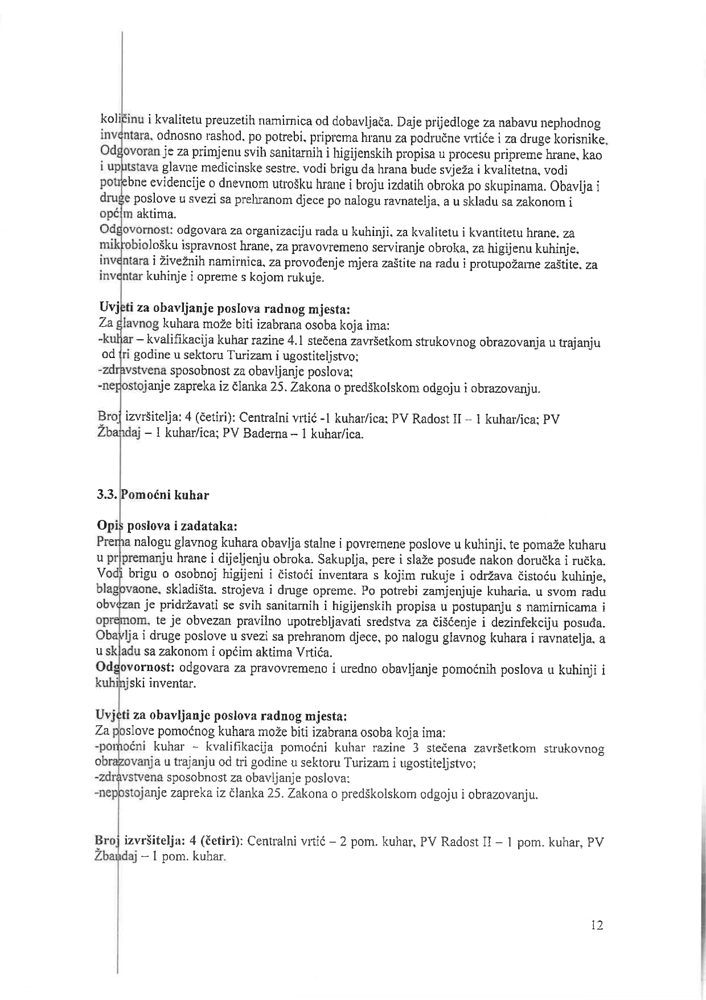 količinu i kvalitetu preuzetih namirnica od dobavljača. Daje prijedloge za nabavu nephodnog
inventara, odnosno rashod, po potrebi, priprema hranu za područne vrtiće i za druge korisnike.
Odgovoran je za primjenu svih sanitarnih i higijenskih propisa u procesu pripreme hrane, kao
i uputstava glavne medicinske sestre, vodi brigu da hrana bude svježa i kvalitetna, vodi
potrebne evidencije o dnevnom utrošku hrane i broju izdatih obroka po skupinama. Obavlja i
druge poslove u svezi sa prehranom djece po nalogu ravnatelja, a u skladu sa zakonom i
općim aktima.
Odgovornost: odgovara za organizaciju rada u kuhinji, za kvalitetu i kvantitetu hrane, za
mikrobiološku ispravnost hrane, za pravovremeno serviranje obroka, za higijenu kuhinje,
inventara i živežnih namirnica, za provođenje mjera zaštite na radu i protupožarne zaštite, za
inventar kuhinje i opreme s kojom rukuje.
Uvjeti za obavljanje poslova radnog mjesta:
Za glavnog kuhara može biti izabrana osoba koja ima:
-kuhar – kvalifikacija kuhar razine 4.1 stečena završetkom strukovnog obrazovanja u trajanju
od tri godine u sektoru Turizam i ugostiteljstvo;
-zdravstvena sposobnost za obavljanje poslova;
-nepostojanje zapreka iz članka 25. Zakona o predškolskom odgoju i obrazovanju.
Broj izvršitelja: 4 (četiri): Centralni vrtić -1 kuhar/ica; PV Radost II – 1 kuhar/ica; PV
Žbandaj – 1 kuhar/ica; PV Baderna – 1 kuhar/ica.
3.3. Pomoćni kuhar
Opis poslova i zadataka:
Prema nalogu glavnog kuhara obavlja stalne i povremene poslove u kuhinji, te pomaže kuharu
u pripremanju hrane i dijeljenju obroka. Sakuplja, pere i slaže posuđe nakon doručka i ručka.
Vodi brigu o osobnoj higijeni i čistoći inventara s kojim rukuje i održava čistoću kuhinje,
blagovaone, skladišta, strojeva i druge opreme. Po potrebi zamjenjuje kuharia, u svom radu
obvezan je pridržavati se svih sanitarnih i higijenskih propisa u postupanju s namirnicama i
opremom, te je obvezan pravilno upotrebljavati sredstva za čišćenje i dezinfekciju posuđa.
Obavlja i druge poslove u svezi sa prehranom djece, po nalogu glavnog kuhara i ravnatelja, a
u skladu sa zakonom i općim aktima Vrtića.
Odgovornost: odgovara za pravovremeno i uredno obavljanje pomoćnih poslova u kuhinji i
kuhinjski inventar.
Uvjeti za obavljanje poslova radnog mjesta:
Za poslove pomoćnog kuhara može biti izabrana osoba koja ima:
-pomoćni kuhar – kvalifikacija pomoćni kuhar razine 3 stečena završetkom strukovnog
obrazovanja u trajanju od tri godine u sektoru Turizam i ugostiteljstvo;
-zdravstvena sposobnost za obavljanje poslova;
-nepostojanje zapreka iz članka 25. Zakona o predškolskom odgoju i obrazovanju.
Broj izvršitelja: 4 (četiri): Centralni vrtić – 2 pom. kuhar, PV Radost II – 1 pom. kuhar, PV
Žbandaj – 1 pom. kuhar.
12